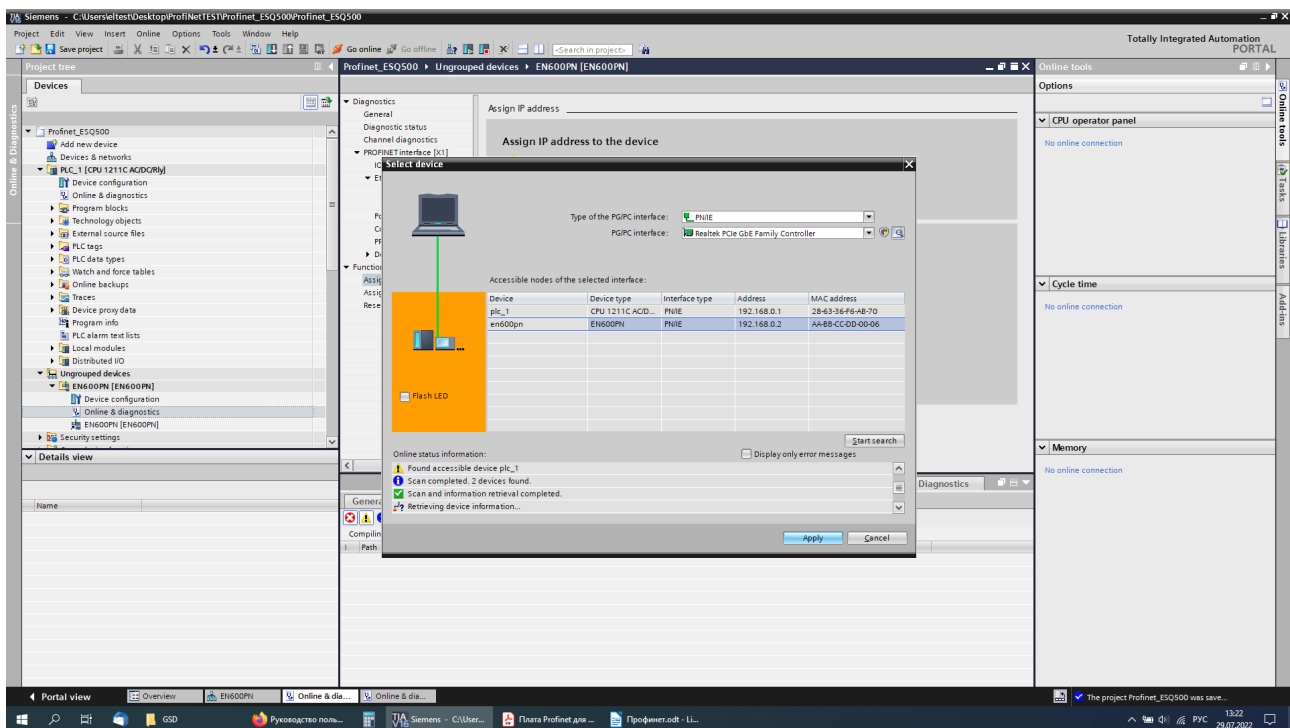 Siemens - C:\Users\eltest\Desktop\ProfiNetTEST\Profinet_ESQ500\Profinet_ESQ500
Project Edit View Insert Online Options Tools Window Help
Save project
Go online Go offline <Search in project>
Totally Integrated Automation
PORTAL
Project tree
Devices
Online & Diagnostics
Profinet_ESQ500
Add new device
Devices & networks
PLC_1 [CPU 1211C AC/DC/Rly]
Device configuration
Online & diagnostics
Program blocks
Technology objects
External source files
PLC tags
PLC data types
Watch and force tables
Online backups
Traces
Device proxy data
Program info
PLC alarm text lists
Local modules
Distributed I/O
Ungrouped devices
EN600PN [EN600PN]
Device configuration
Online & diagnostics
EN600PN [EN600PN]
Security settings
Details view
Name
Profinet_ESQ500 Ungrouped devices EN600PN [EN600PN]
Diagnostics
General
Diagnostic status
Channel diagnostics
PROFINET interface [X1]
Assign IP address
Assign IP address to the device
Select device
Type of the PG/PC interface: PN/IE
PG/PC interface: Realtek PCIe GbE Family Controller
Accessible nodes of the selected interface:
Device Device type Interface type Address MAC address
plc_1 CPU 1211C AC/D... PN/IE 192.168.0.1 28-63-36-F6-AB-70
en600pn EN600PN PN/IE 192.168.0.2 AA-BB-CC-DD-00-06
Flash LED
Start search
Online status information: Display only error messages
Found accessible device plc_1
Scan completed. 2 devices found.
Scan and information retrieval completed.
Retrieving device information...
Apply Cancel
Diagnostics
Compilin
! Path
Online tools
Options
CPU operator panel
No online connection
Cycle time
No online connection
Memory
No online connection
Online tools
Tasks
Libraries
Add-ins
Portal view Overview EN600PN Online & dia... Online & dia...
The project Profinet_ESQ500 was save...
GSD Руководство поль... Siemens - C:\User... Плата Profinet для ... Профинет.odt - Li...
РУС 13:22
29.07.2022